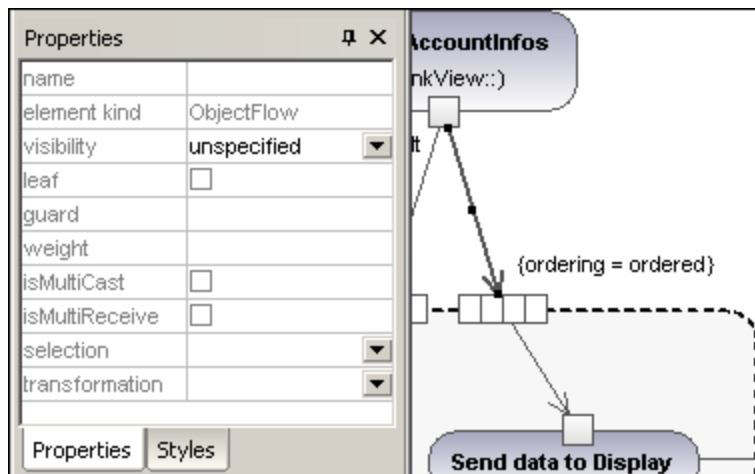 Properties
name
element kind ObjectFlow
visibility unspecified
leaf
guard
weight
isMultiCast
isMultiReceive
selection
transformation
Properties Styles
AccountInfos
nkView::)
lt
{ordering = ordered}
Send data to Display